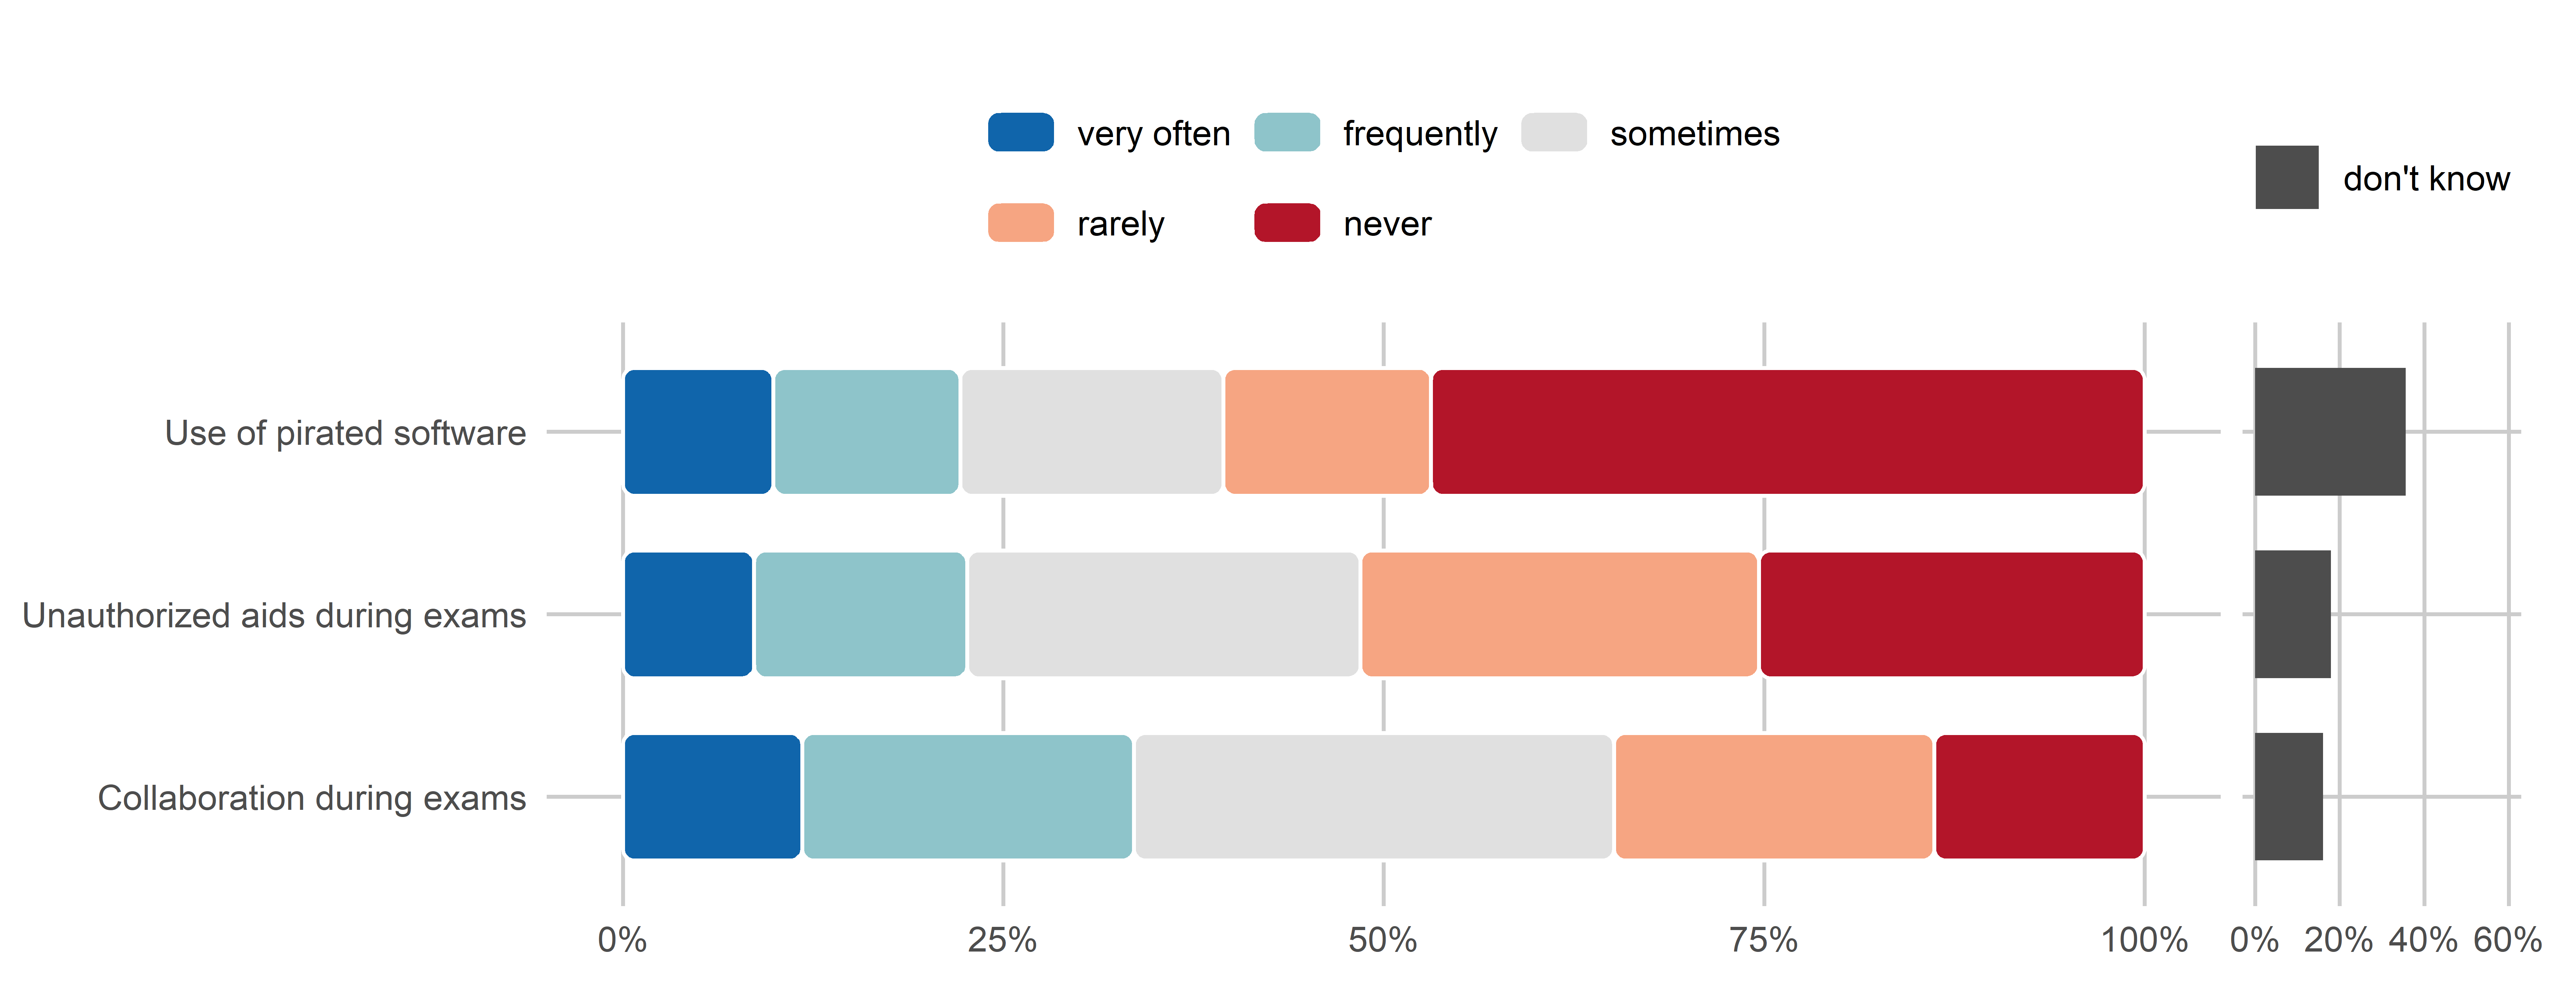 very often frequently sometimes
rarely never
don't know
Use of pirated software
Unauthorized aids during exams
Collaboration during exams
0% 25% 50% 75% 100% 0% 20% 40% 60%